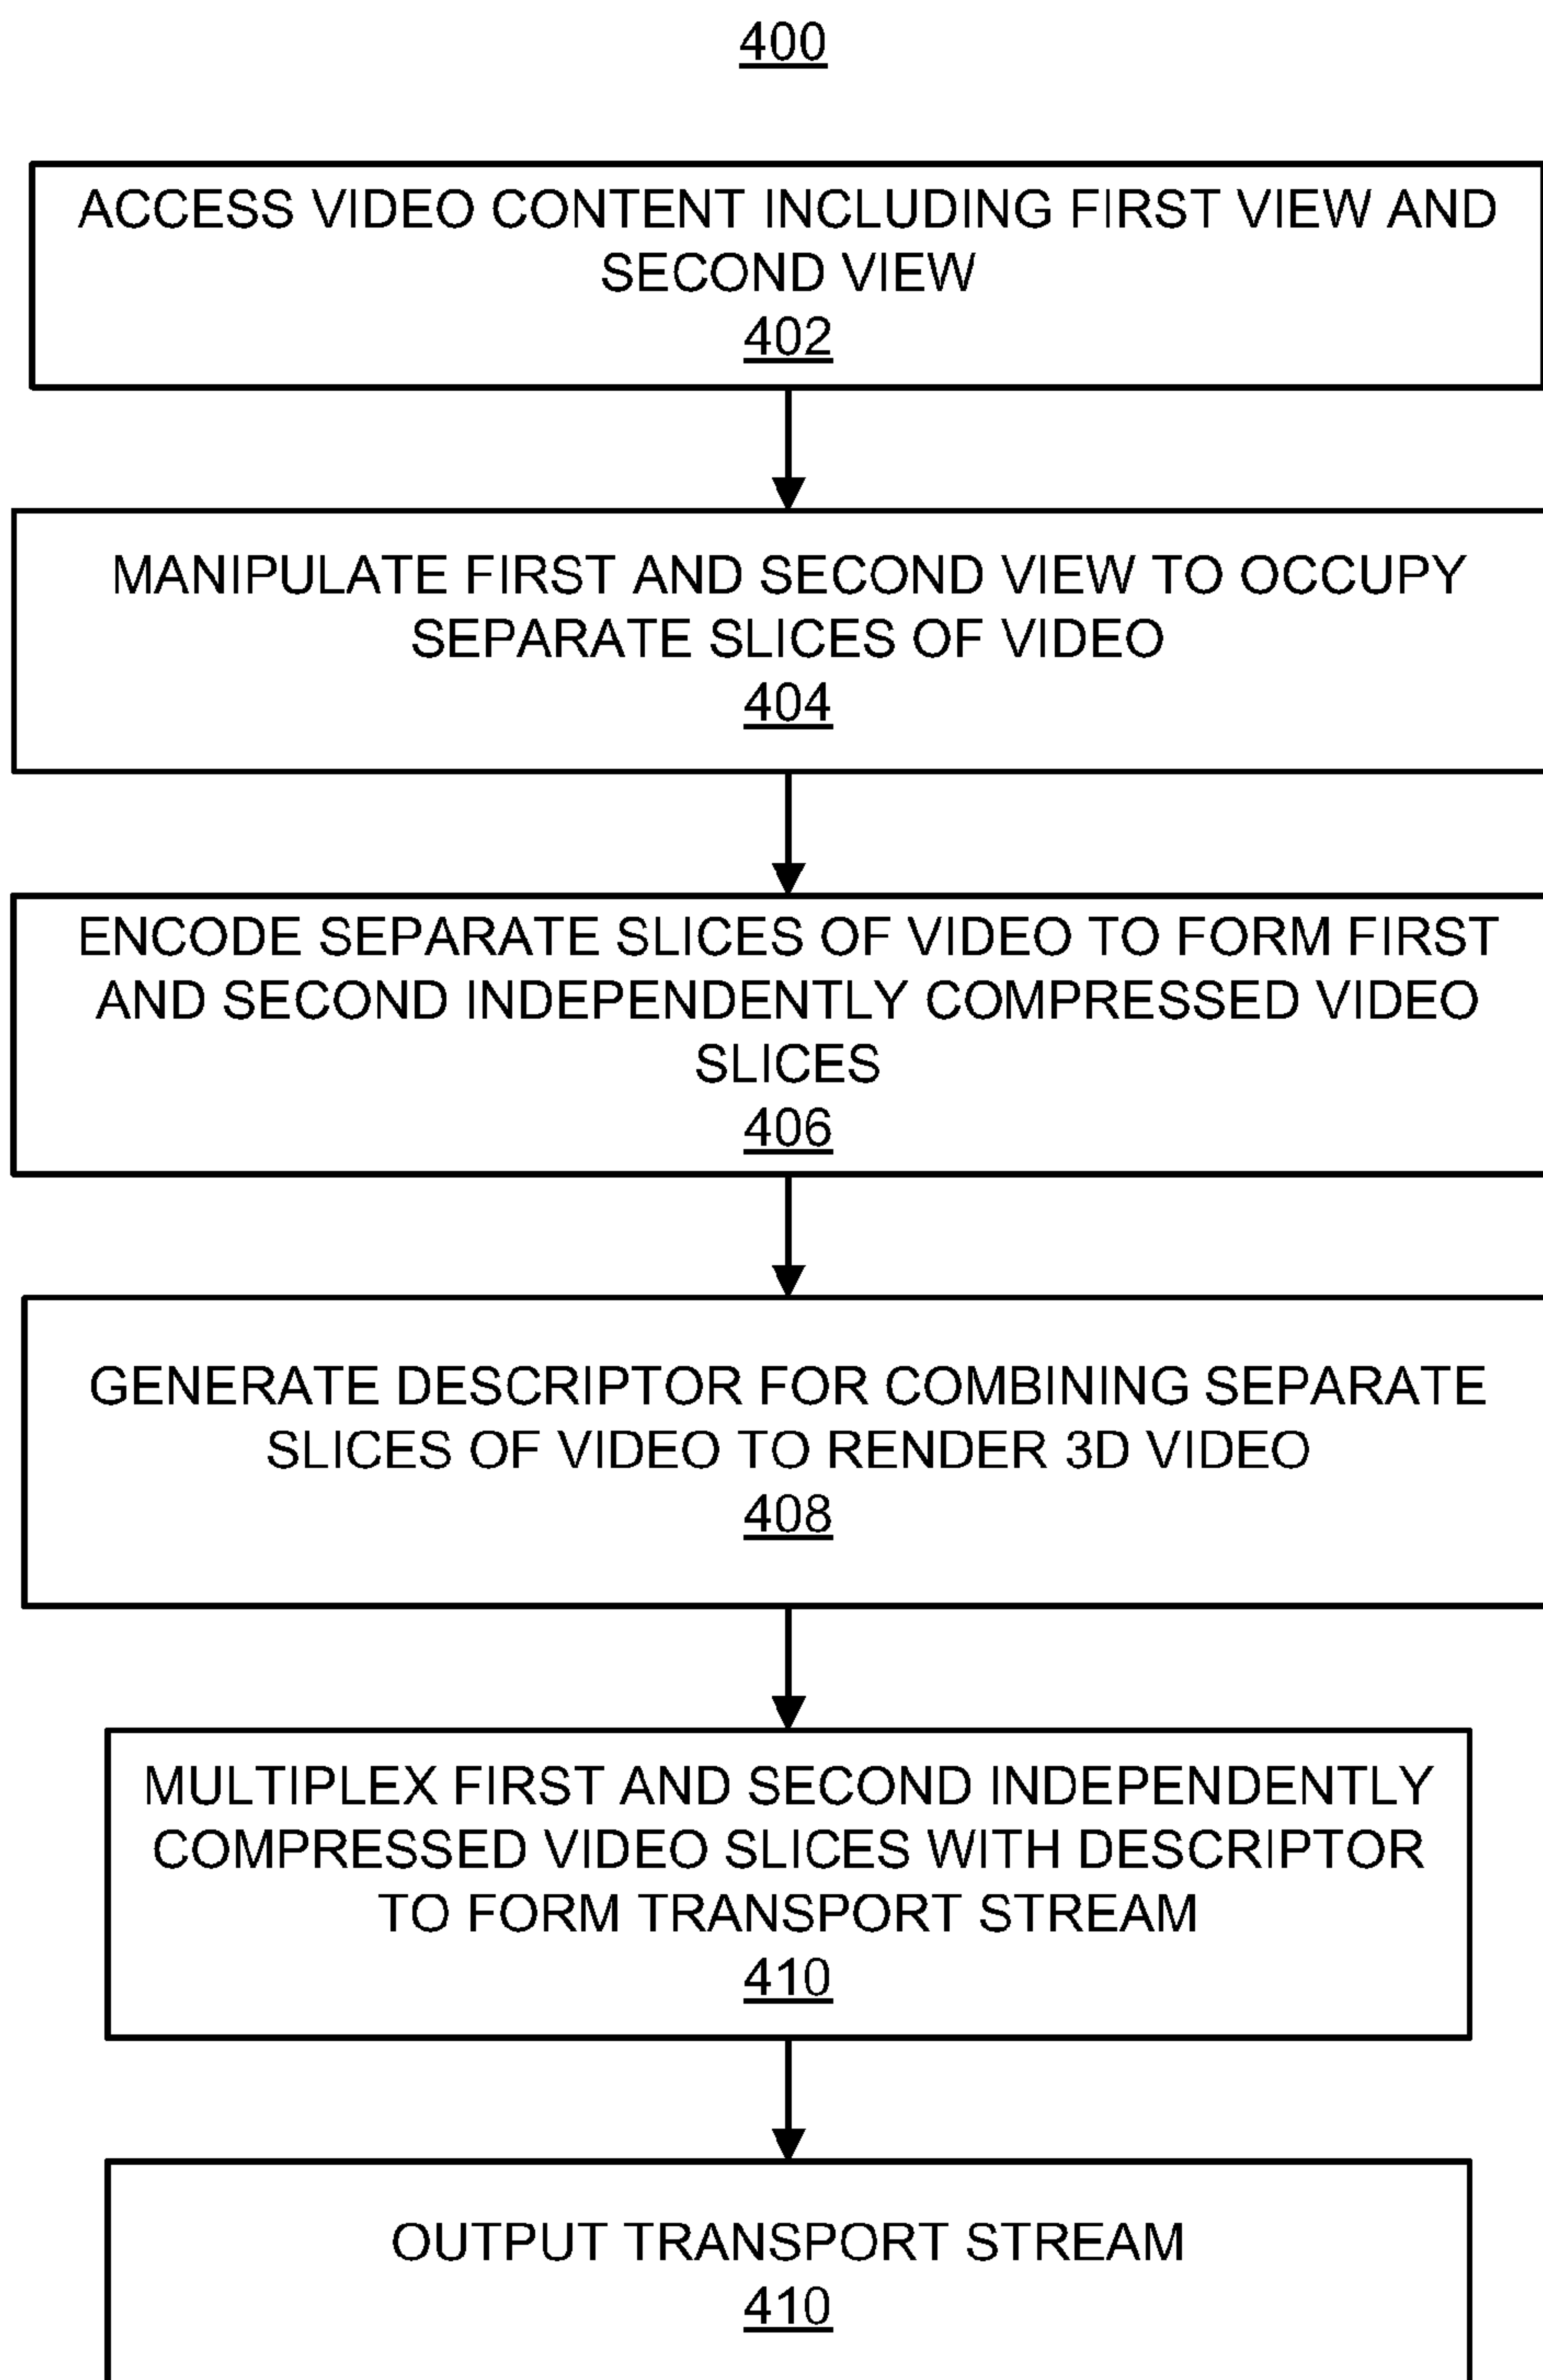 400
ACCESS VIDEO CONTENT INCLUDING FIRST VIEW AND
SECOND VIEW
402
MANIPULATE FIRST AND SECOND VIEW TO OCCUPY
SEPARATE SLICES OF VIDEO
404
ENCODE SEPARATE SLICES OF VIDEO TO FORM FIRST
AND SECOND INDEPENDENTLY COMPRESSED VIDEO
SLICES
406
GENERATE DESCRIPTOR FOR COMBINING SEPARATE
SLICES OF VIDEO TO RENDER 3D VIDEO
408
MULTIPLEX FIRST AND SECOND INDEPENDENTLY
COMPRESSED VIDEO SLICES WITH DESCRIPTOR
TO FORM TRANSPORT STREAM
410
OUTPUT TRANSPORT STREAM
410